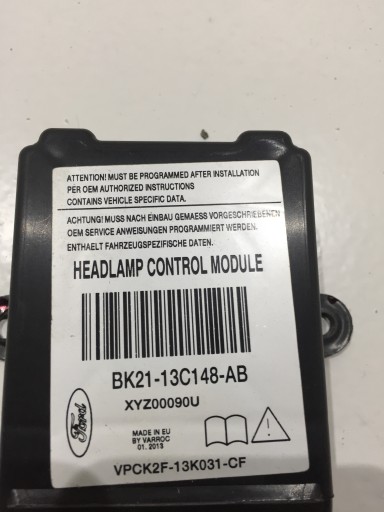 ATTENTION! MUST BE PROGRAMMED AFTER INSTALLATION
PER OEM AUTHORIZED INSTRUCTIONS
CONTAINS VEHICLE SPECIFIC DATA.
ACHTUNG! MUSS NACH EINBAU GEMAESS VORGESCHRIEBENEN
OEM SERVICE ANWEISUNGEN PROGRAMMIERT WERDEN.
ENTHAELT FAHRZEUGSPEZIFISCHE DATEN.
HEADLAMP CONTROL MODULE
BK21-13C148-AB
XYZ00090U
Ford
MADE IN EU
BY VARROC
01. 2013
VPCK2F-13K031-CF